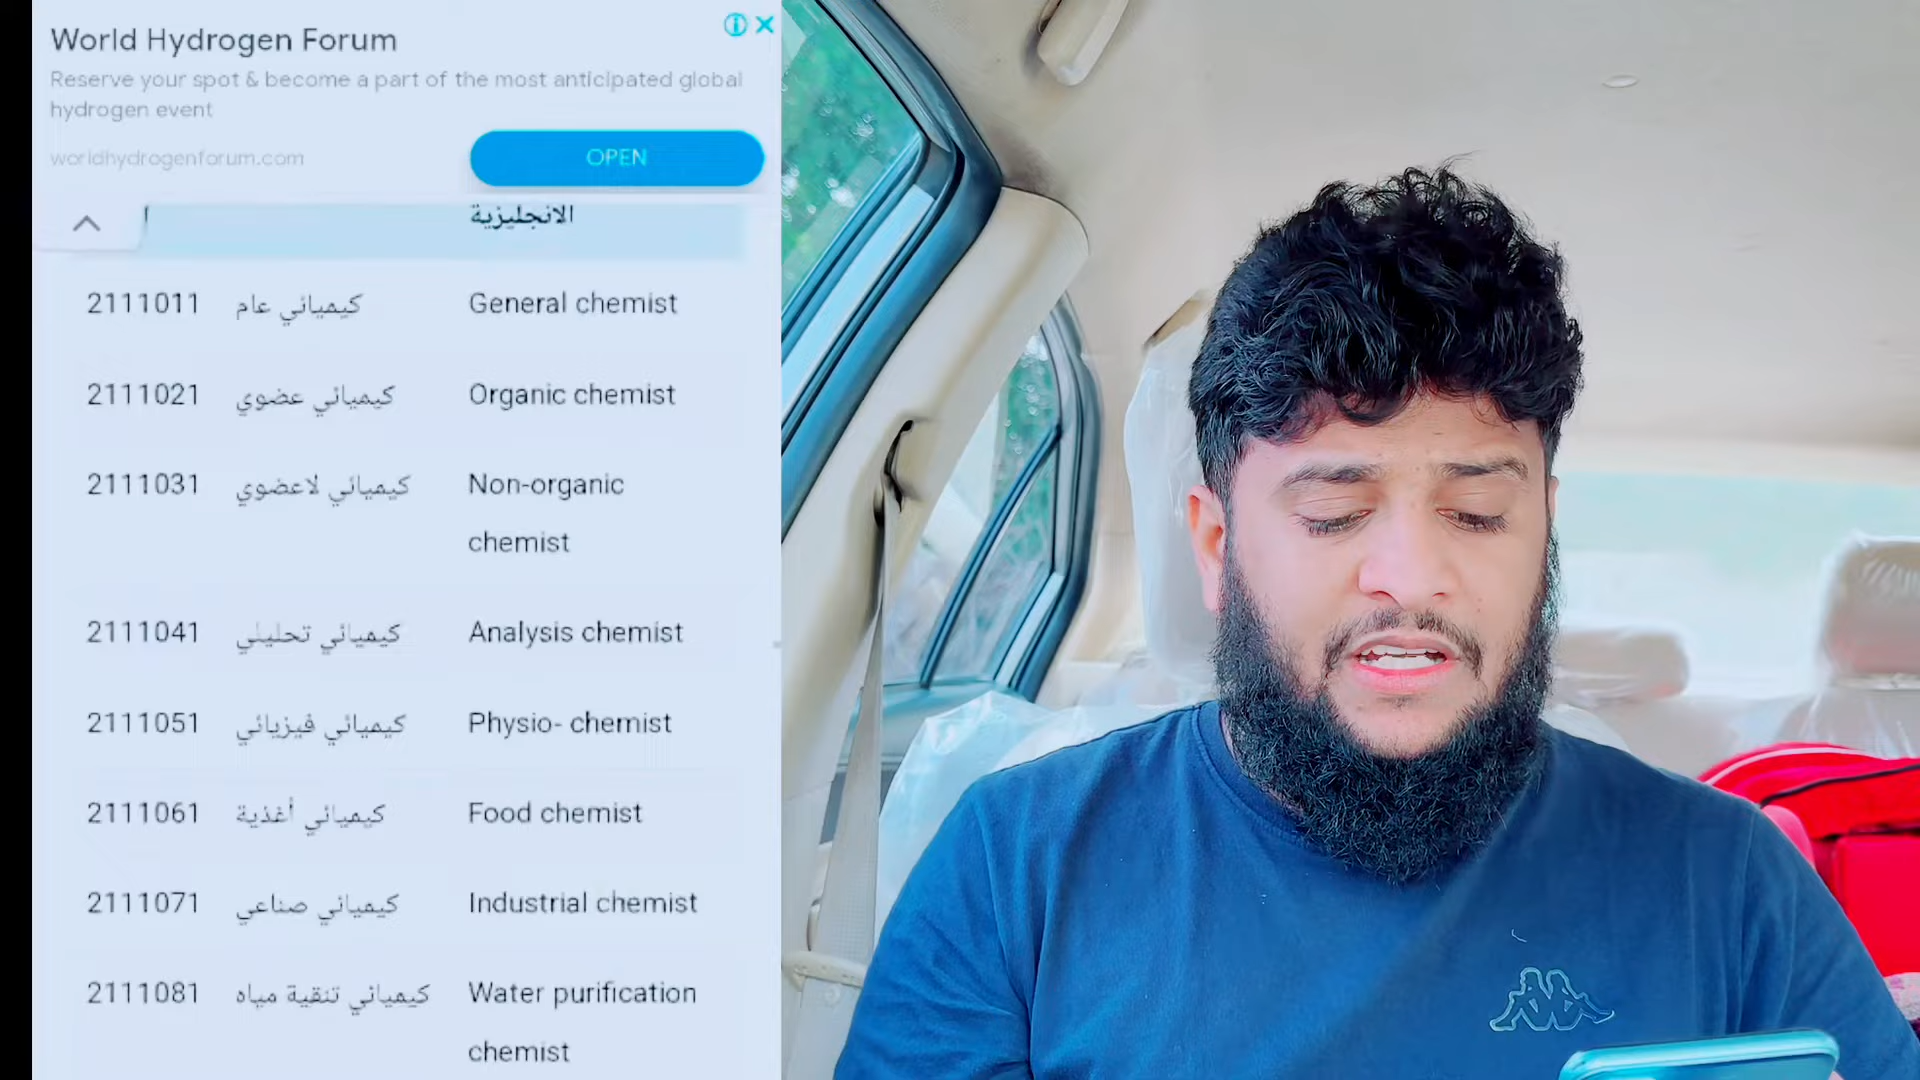 World Hydrogen Forum
Reserve your spot & become a part of the most anticipated global
hydrogen event
worldhydrogenforum.com
OPEN
الانجليزية
2111011 كيميائي عام General chemist
2111021 كيميائي عضوي Organic chemist
2111031 كيميائي لاعضوي Non-organic
chemist
2111041 كيميائي تحليلي Analysis chemist
2111051 كيميائي فيزيائي Physio- chemist
2111061 كيميائي أغذية Food chemist
2111071 كيميائي صناعي Industrial chemist
2111081 كيميائي تنقية مياه Water purification
chemist